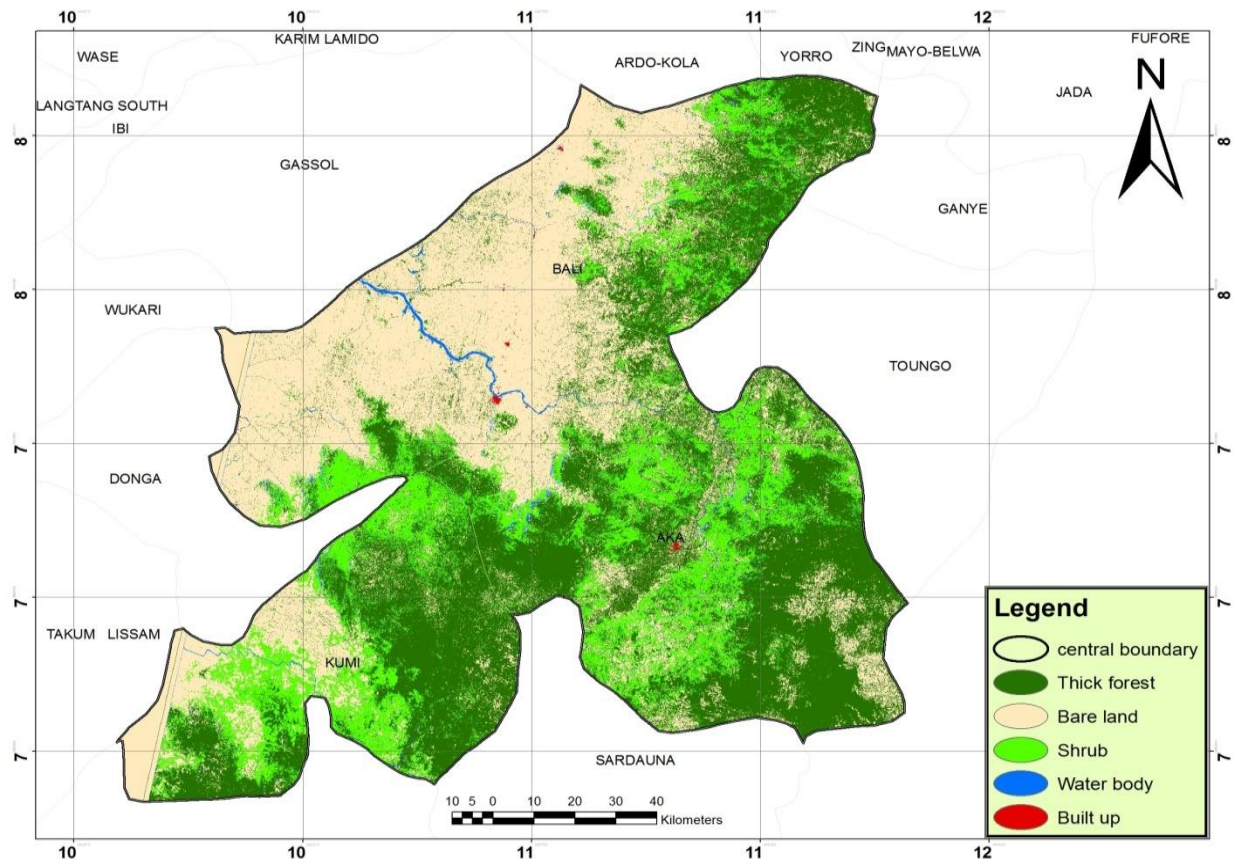 10 10 11 11 12
KARIM LAMIDO
WASE
ZING MAYO-BELWA
FUFORE
YORRO
ARDO-KOLA
N
JADA
LANGTANG SOUTH
IBI
8 8
GASSOL
GANYE
BALI
8 8
WUKARI
TOUNGO
7 7
DONGA
AKA
7 7
TAKUM LISSAM
KUMI
Legend
central boundary
Thick forest
Bare land
Shrub
Water body
Built up
7 7
SARDAUNA
10 5 0 10 20 30 40
Kilometers
10 10 11 11 12